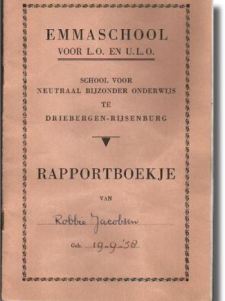 EMMASCHOOL
VOOR L.O. EN U.L.O.
SCHOOL VOOR
NEUTRAAL BIJZONDER ONDERWIJS
TE
DRIEBERGEN-RIJSENBURG
RAPPORTBOEKJE
VAN
Robbie Jacobsen
Geb. 19-9-'38